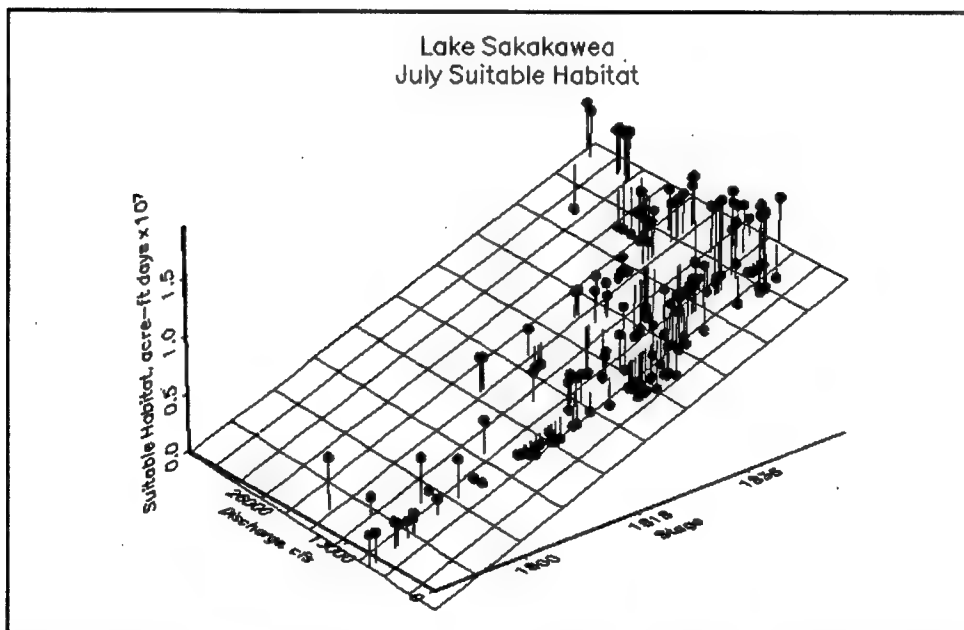 Lake Sakakawea
July Suitable Habitat
Suitable Habitat, acre-ft days x 10⁷
1.5
1.0
0.5
0.0
26000
13000
0
Discharge cfs
1800
1818
1836
Stage